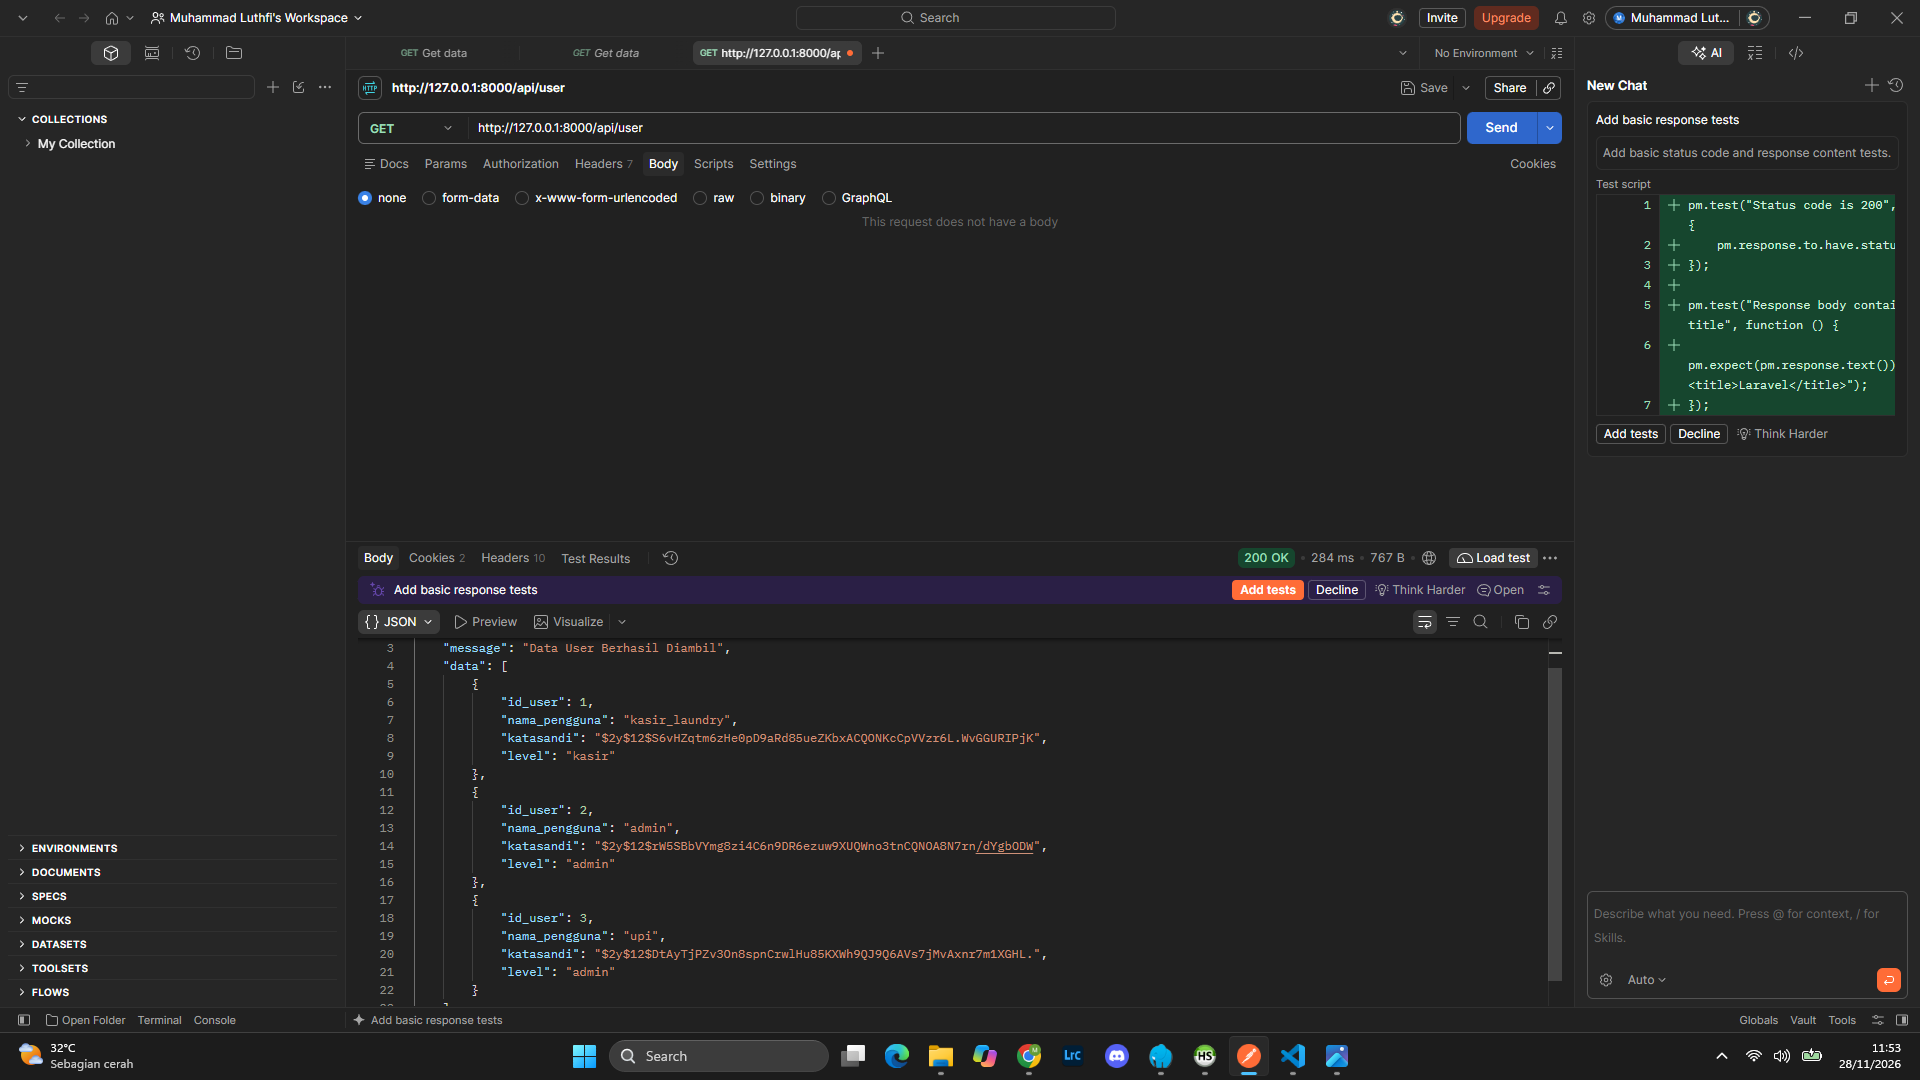 Muhammad Luthfi's Workspace
Search
Invite
Upgrade
Muhammad Lut...
GET Get data
GET Get data
GET http://127.0.0.1:8000/ap
No Environment
AI
http://127.0.0.1:8000/api/user
Save
Share
New Chat
COLLECTIONS
My Collection
GET
http://127.0.0.1:8000/api/user
Send
Docs
Params
Authorization
Headers 7
Body
Scripts
Settings
Cookies
none
form-data
x-www-form-urlencoded
raw
binary
GraphQL
This request does not have a body
Add basic response tests
Add basic status code and response content tests.
Test script
1 + pm.test("Status code is 200",
{
2 + pm.response.to.have.statu
3 + });
4 +
5 + pm.test("Response body contai
title", function () {
6 +
pm.expect(pm.response.text())
<title>Laravel</title>");
7 + });
Add tests
Decline
Think Harder
Body
Cookies 2
Headers 10
Test Results
200 OK
284 ms
767 B
Load test
Add basic response tests
Add tests
Decline
Think Harder
Open
{} JSON
Preview
Visualize
3 "message": "Data User Berhasil Diambil",
4 "data": [
5 {
6 "id_user": 1,
7 "nama_pengguna": "kasir_laundry",
8 "katasandi": "$2y$12$S6vHZqtm6zHe0pD9aRd85ueZKbxACQONKcCpVVzr6L.WvGGURIPjK",
9 "level": "kasir"
10 },
11 {
12 "id_user": 2,
13 "nama_pengguna": "admin",
14 "katasandi": "$2y$12$rW5SBbVYmg8zi4C6n9DR6ezuw9XUQWno3tnCQNOA8N7rn/dYgbODW",
15 "level": "admin"
16 },
17 {
18 "id_user": 3,
19 "nama_pengguna": "upi",
20 "katasandi": "$2y$12$DtAyTjPZv3On8spnCrwlHu85KXWh9QJ9Q6AVs7jMvAxnr7m1XGHL.",
21 "level": "admin"
22 }
ENVIRONMENTS
DOCUMENTS
SPECS
MOCKS
DATASETS
TOOLSETS
FLOWS
Describe what you need. Press @ for context, / for
Skills.
Auto
Open Folder
Terminal
Console
Add basic response tests
Globals
Vault
Tools
32°C
Sebagian cerah
Search
LrC
HS
11:53
28/11/2026